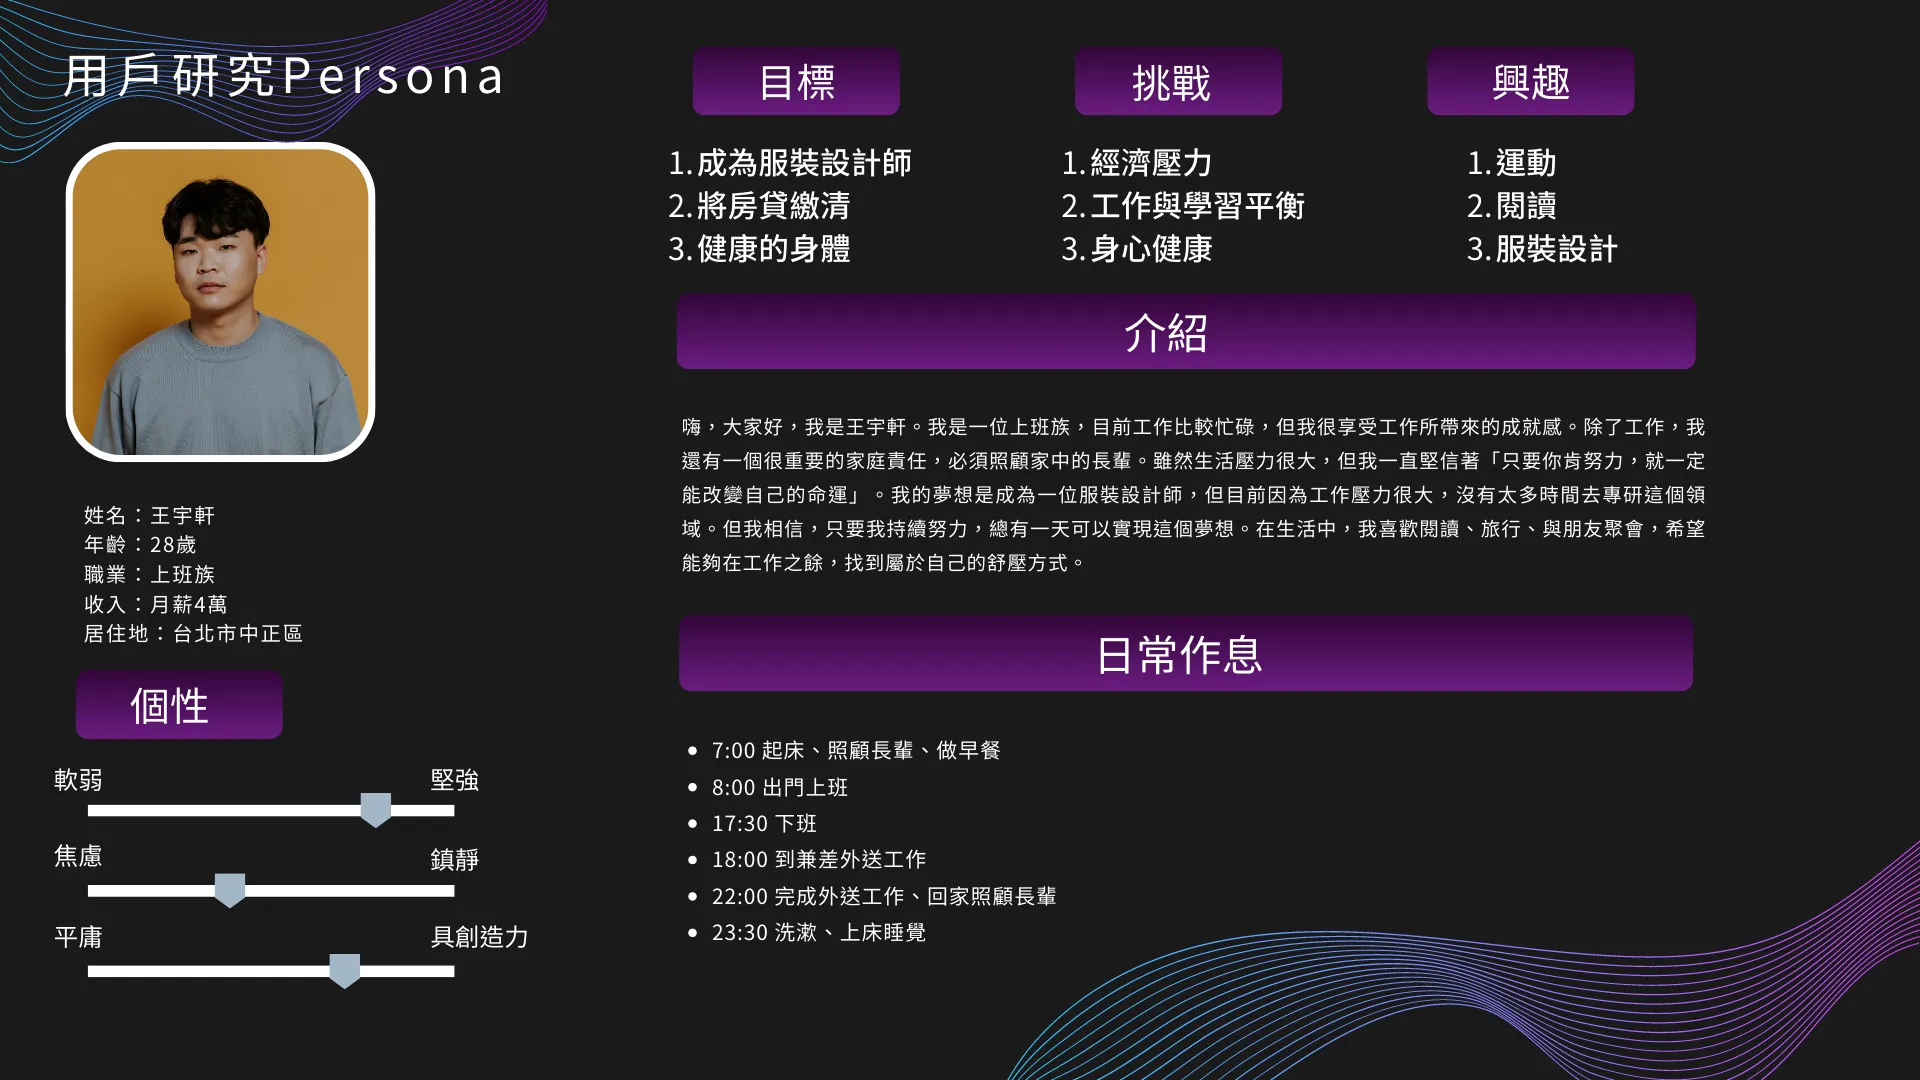 用戶研究Persona
姓名：王宇軒
年齡：28歲
職業：上班族
收入：月薪4萬
居住地：台北市中正區
個性
軟弱 堅強
焦慮 鎮靜
平庸 具創造力
目標
1. 成為服裝設計師
2. 將房貸繳清
3. 健康的身體
挑戰
1. 經濟壓力
2. 工作與學習平衡
3. 身心健康
興趣
1. 運動
2. 閱讀
3. 服裝設計
介紹
嗨，大家好，我是王宇軒。我是一位上班族，目前工作比較忙碌，但我很享受工作所帶來的成就感。除了工作，我
還有一個很重要的家庭責任，必須照顧家中的長輩。雖然生活壓力很大，但我一直堅信著「只要你肯努力，就一定
能改變自己的命運」。我的夢想是成為一位服裝設計師，但目前因為工作壓力很大，沒有太多時間去專研這個領
域。但我相信，只要我持續努力，總有一天可以實現這個夢想。在生活中，我喜歡閱讀、旅行、與朋友聚會，希望
能夠在工作之餘，找到屬於自己的舒壓方式。
日常作息
• 7:00 起床、照顧長輩、做早餐
• 8:00 出門上班
• 17:30 下班
• 18:00 到兼差外送工作
• 22:00 完成外送工作、回家照顧長輩
• 23:30 洗漱、上床睡覺